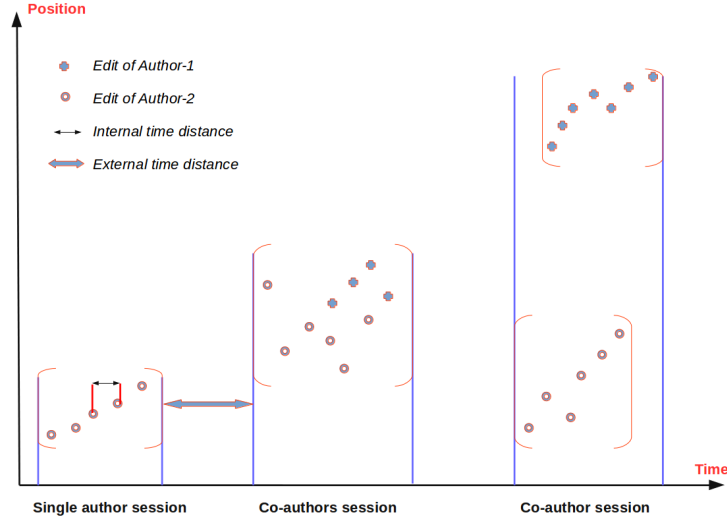 Position
Edit of Author-1
Edit of Author-2
Internal time distance
External time distance
Time
Single author session
Co-authors session
Co-author session